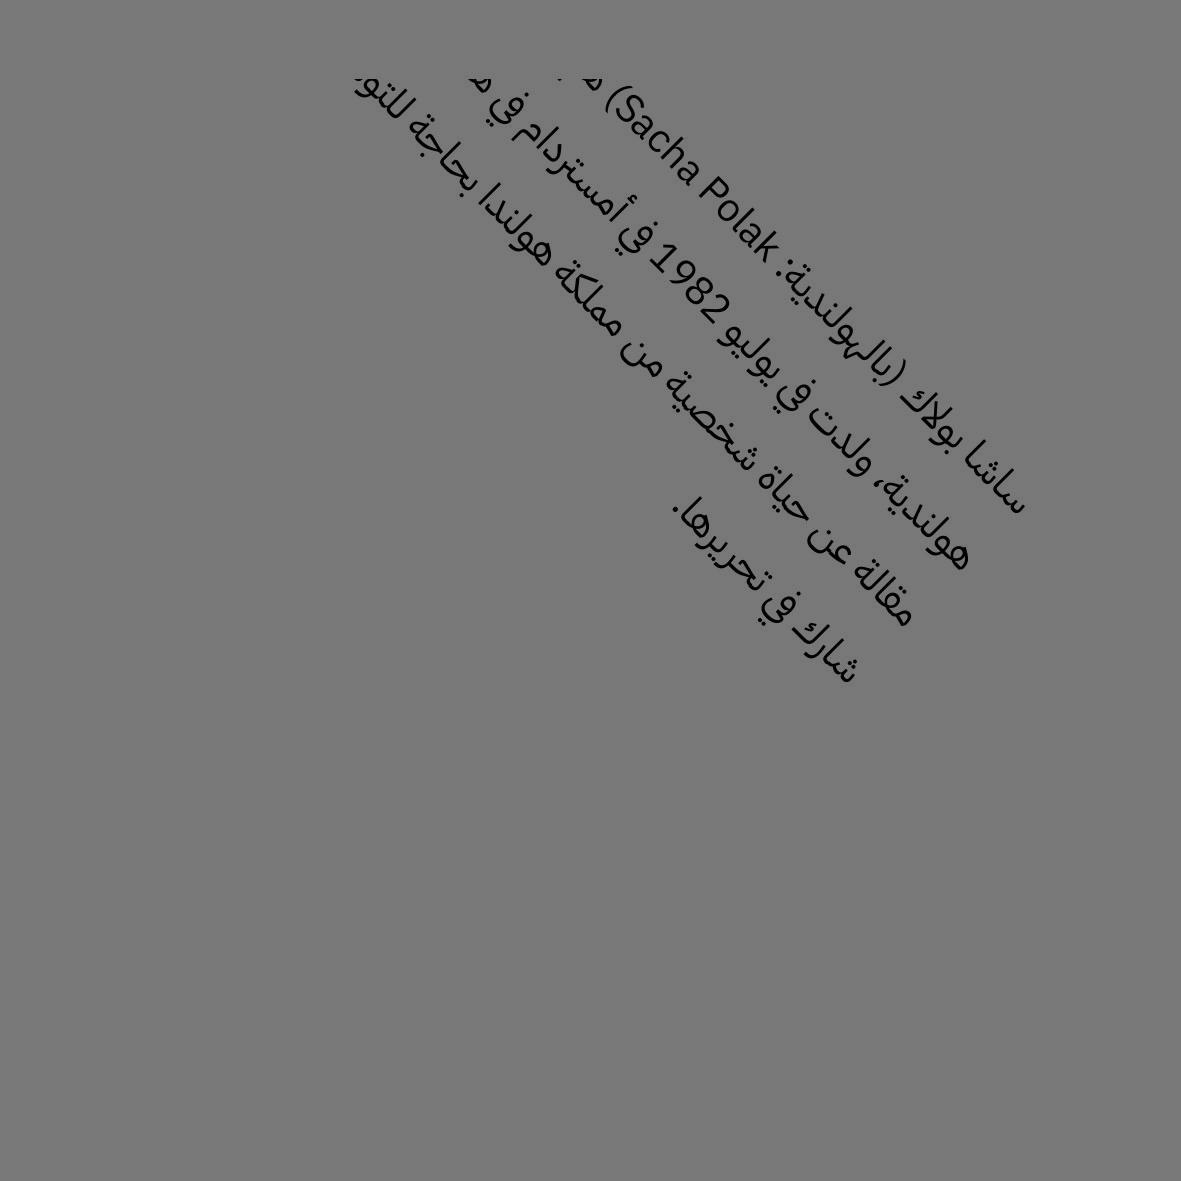 ساشا بولاك (بالهولندية: Sacha Polak)
هولندية، ولدت في يوليو 1982 في أمستردام في
مقالة عن حياة شخصية من مملكة هولندا بحاجة
شارك في تحريرها.